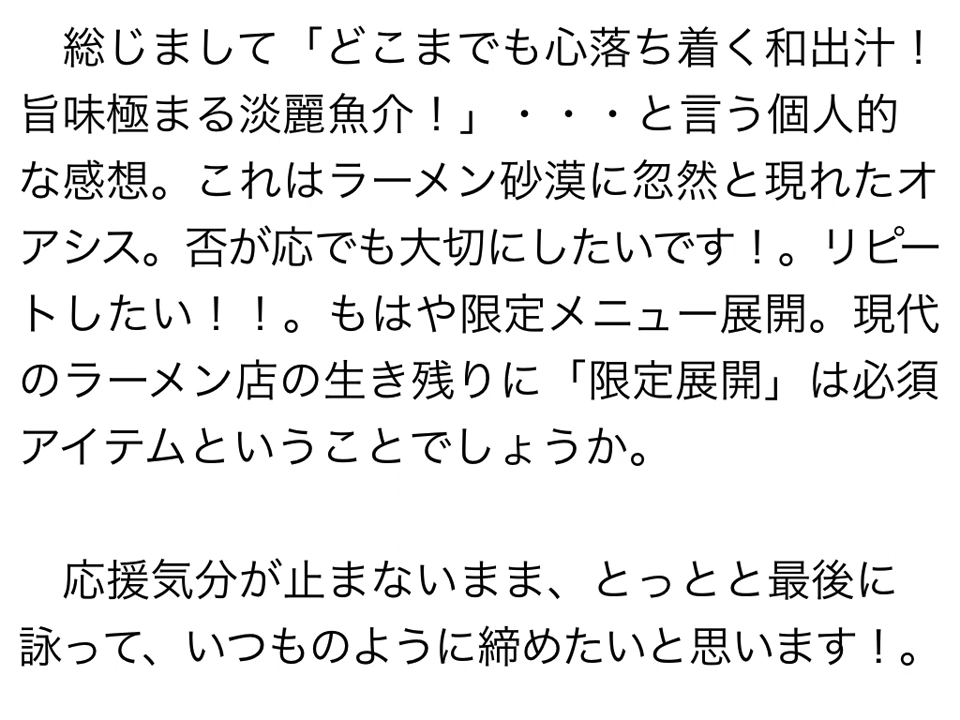 総じまして「どこまでも心落ち着く和出汁！
旨味極まる淡麗魚介！」・・・と言う個人的
な感想。これはラーメン砂漠に忽然と現れたオ
アシス。否が応でも大切にしたいです！。リピー
トしたい！！。もはや限定メニュー展開。現代
のラーメン店の生き残りに「限定展開」は必須
アイテムということでしょうか。

　応援気分が止まないまま、とっとと最後に
詠って、いつものように締めたいと思います！。